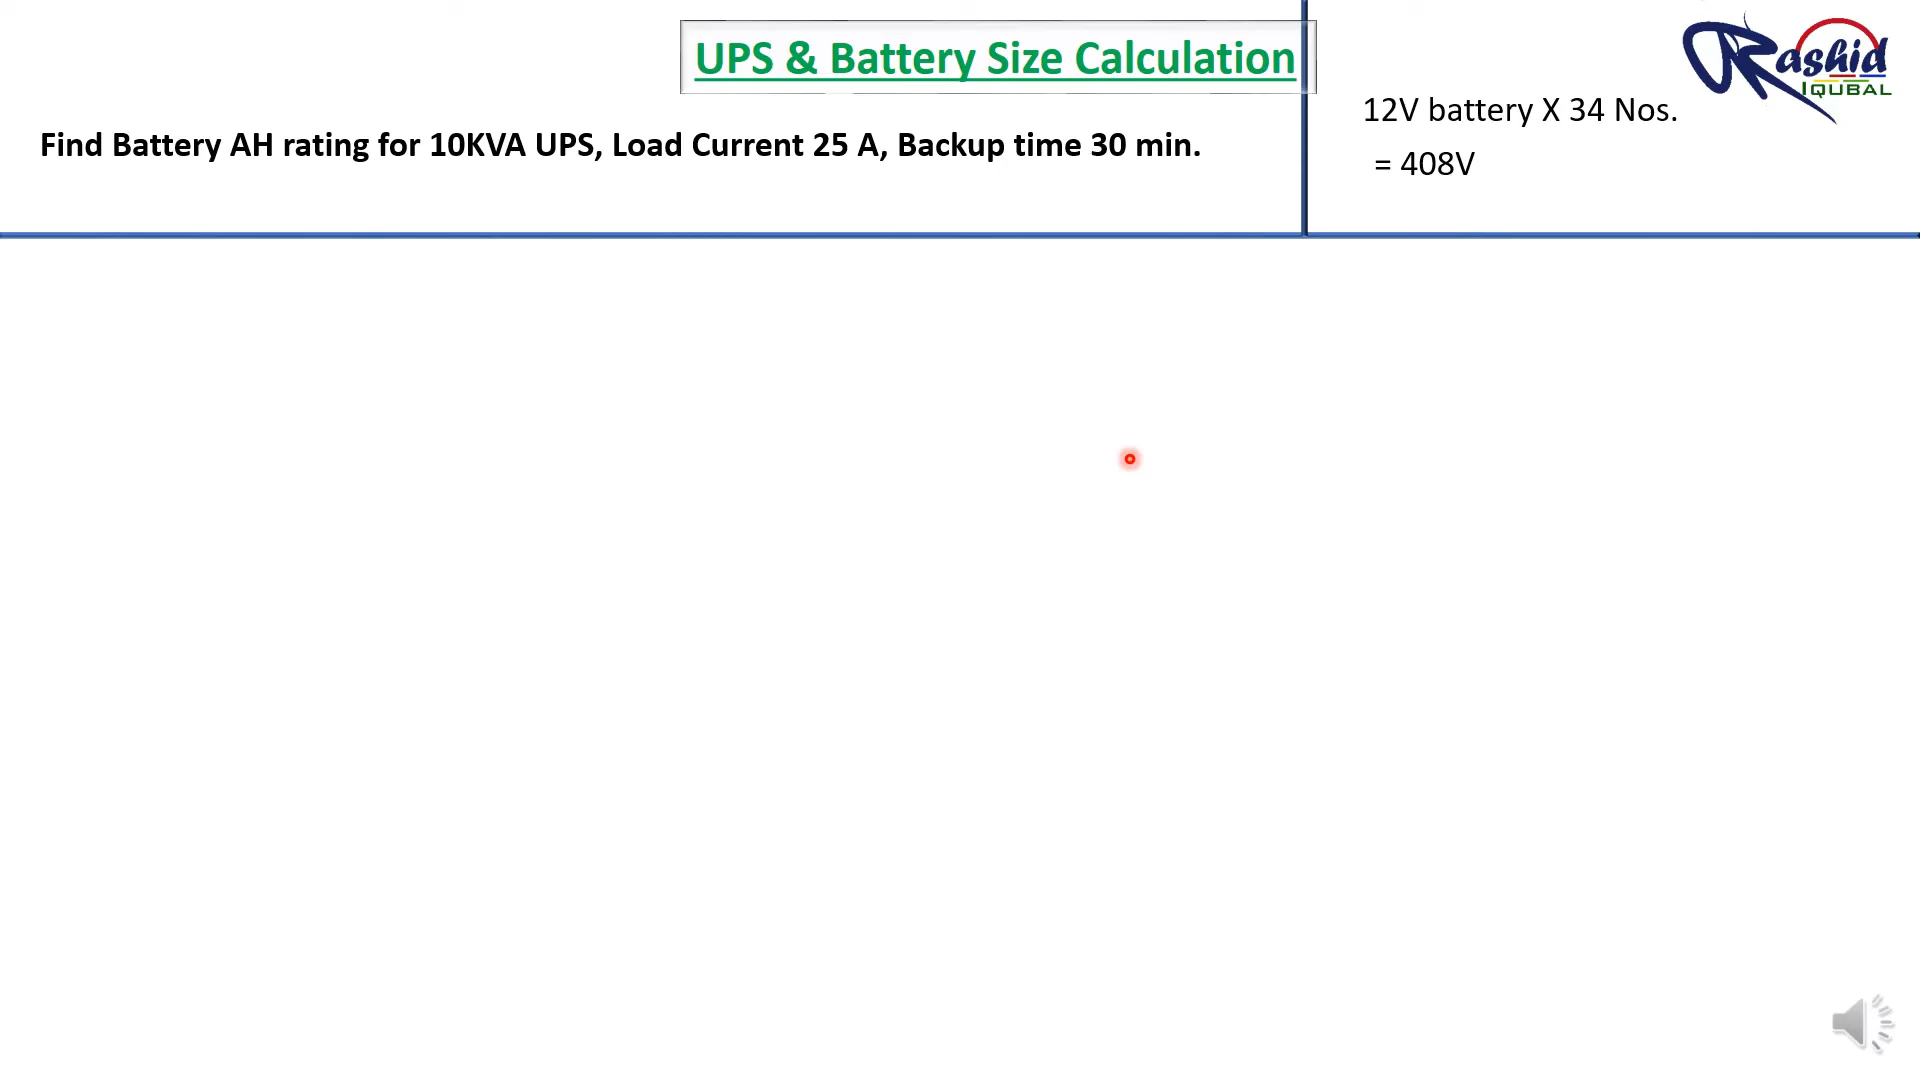 UPS & Battery Size Calculation
Find Battery AH rating for 10KVA UPS, Load Current 25 A, Backup time 30 min.
12V battery X 34 Nos.
= 408V
Rashid
IQUBAL